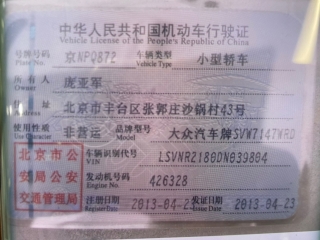 中华人民共和国机动车行驶证
Vehicle License of the People's Republic of China
号牌号码 京NPQ872 车辆类型 小型轿车
Plate No. Vehicle Type
所有人 庞亚军
Owner
住址 北京市丰台区张郭庄沙锅村43号
Address
使用性质 非营运 品牌型号 大众汽车牌SVW7147WRD
Use Character
北京市公安局公安交通管理局
车辆识别代号 LSVNR2180DN039804
VIN
发动机号码 426328
Engine No.
注册日期 2013-04-23 发证日期 2013-04-23
Register Date Issue Date